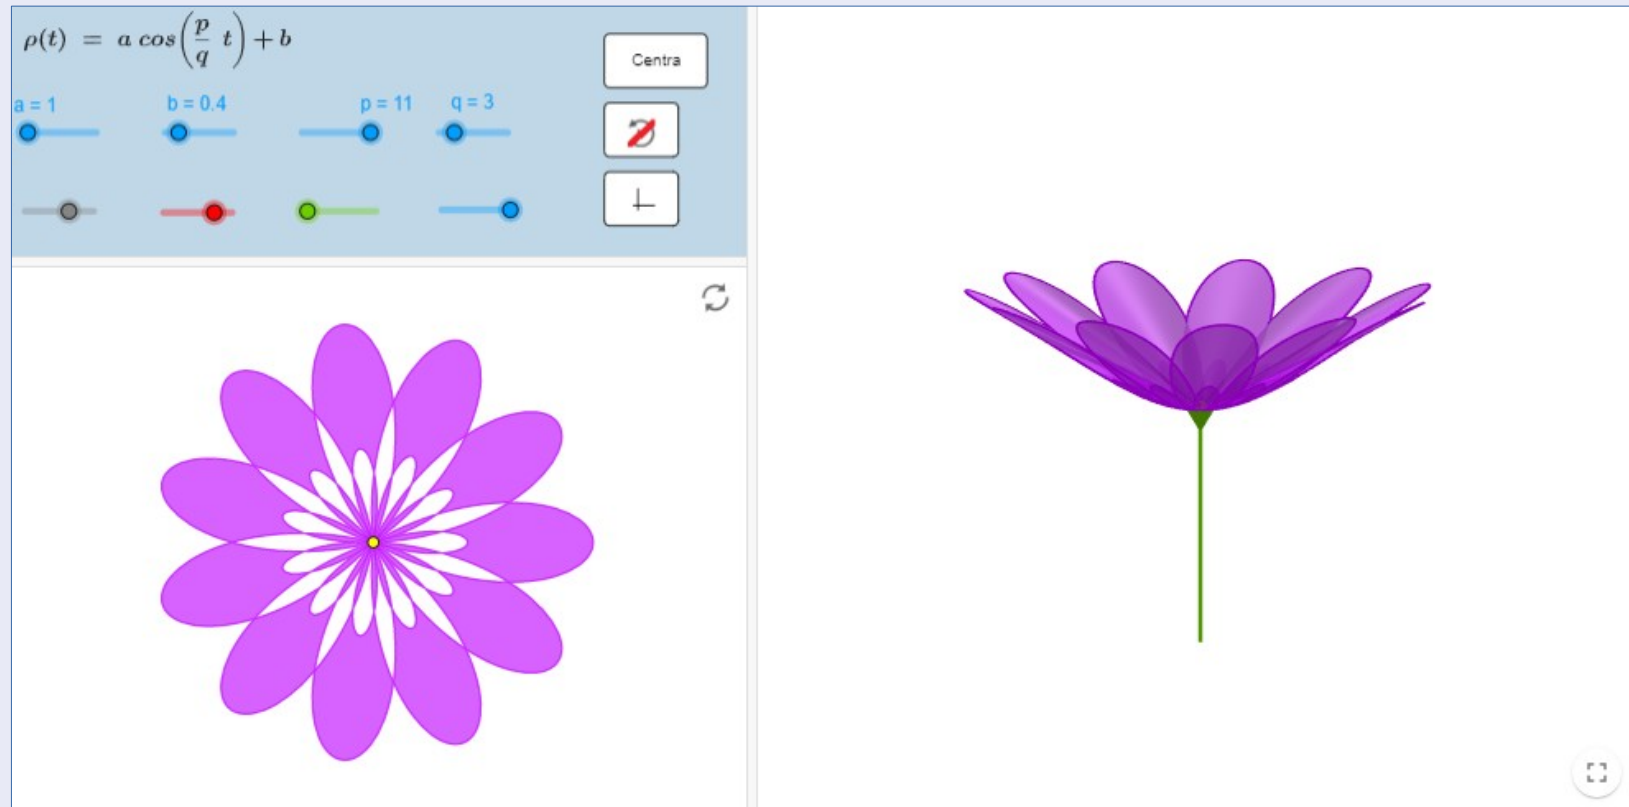 ρ(t) = a cos(p/q t) + b
Centra
a = 1 b = 0.4 p = 11 q = 3